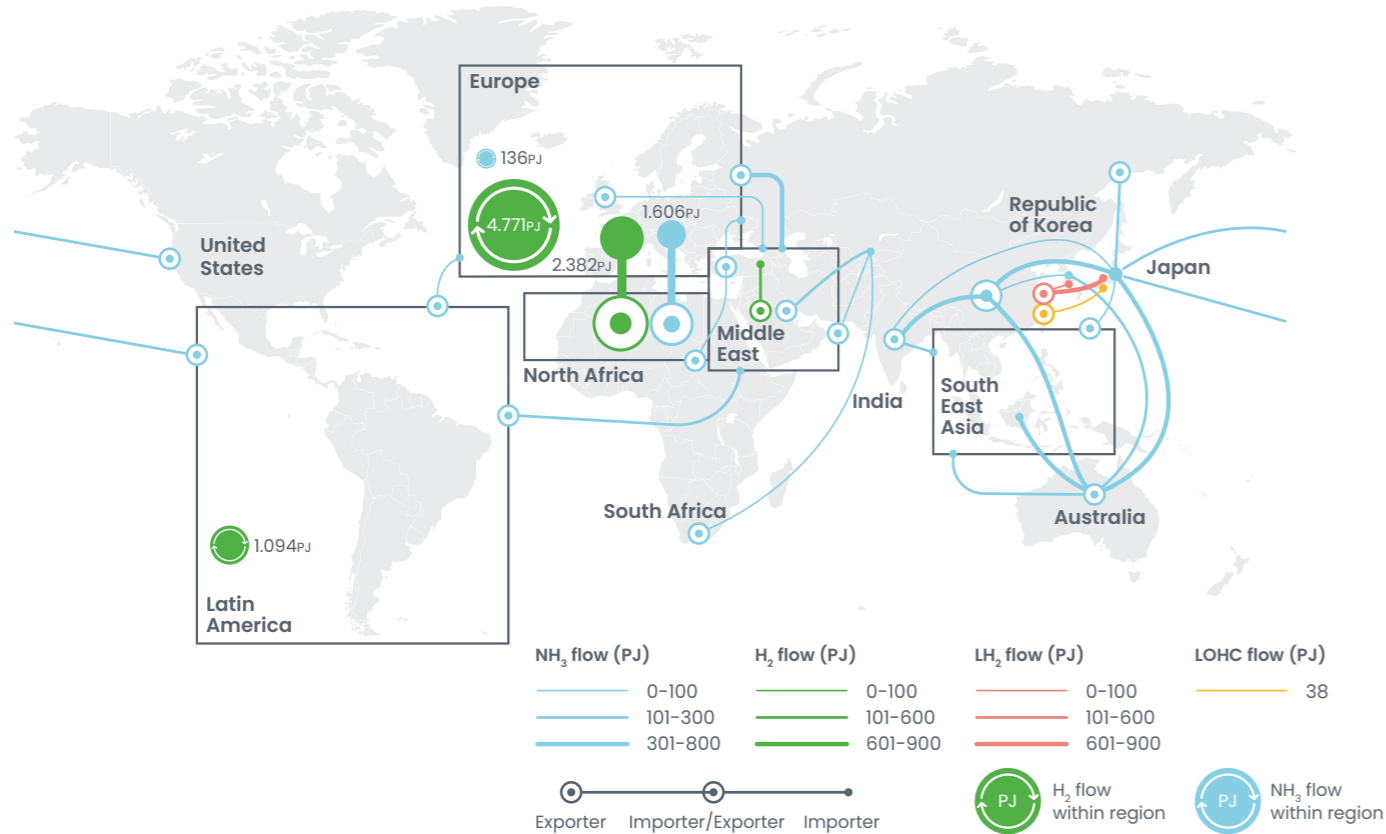 Europe
136PJ
4.771PJ
2.382PJ
1.606PJ
United
States
Republic
of Korea
Japan
Middle
East
North Africa
India
South
East
Asia
South Africa
Australia
1.094PJ
Latin
America
NH₃ flow (PJ)
0-100
101-300
301-800
H₂ flow (PJ)
0-100
101-600
601-900
LH₂ flow (PJ)
0-100
101-600
601-900
LOHC flow (PJ)
38
Exporter
Importer/Exporter
Importer
PJ
H₂ flow
within region
PJ
NH₃ flow
within region